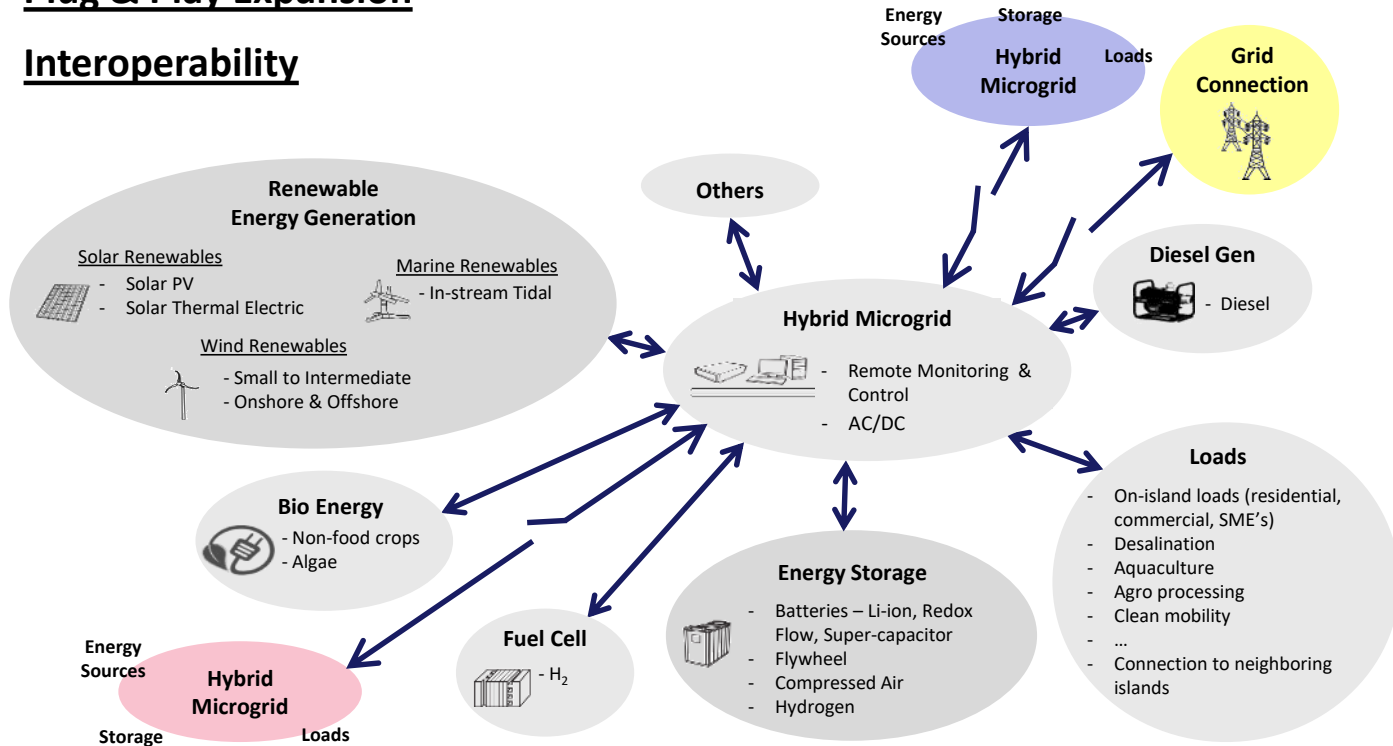 Plug & Play Expansion
Interoperability
Energy
Sources
Storage
Hybrid
Microgrid
Loads
Grid
Connection
Others
Renewable
Energy Generation
Solar Renewables
- Solar PV
- Solar Thermal Electric
Marine Renewables
- In-stream Tidal
Wind Renewables
- Small to Intermediate
- Onshore & Offshore
Diesel Gen
- Diesel
Hybrid Microgrid
- Remote Monitoring &
Control
- AC/DC
Bio Energy
- Non-food crops
- Algae
Loads
- On-island loads (residential,
commercial, SME's)
- Desalination
- Aquaculture
- Agro processing
- Clean mobility
- …
- Connection to neighboring
islands
Energy Storage
- Batteries – Li-ion, Redox
Flow, Super-capacitor
- Flywheel
- Compressed Air
- Hydrogen
Fuel Cell
- H₂
Energy
Sources
Hybrid
Microgrid
Storage
Loads